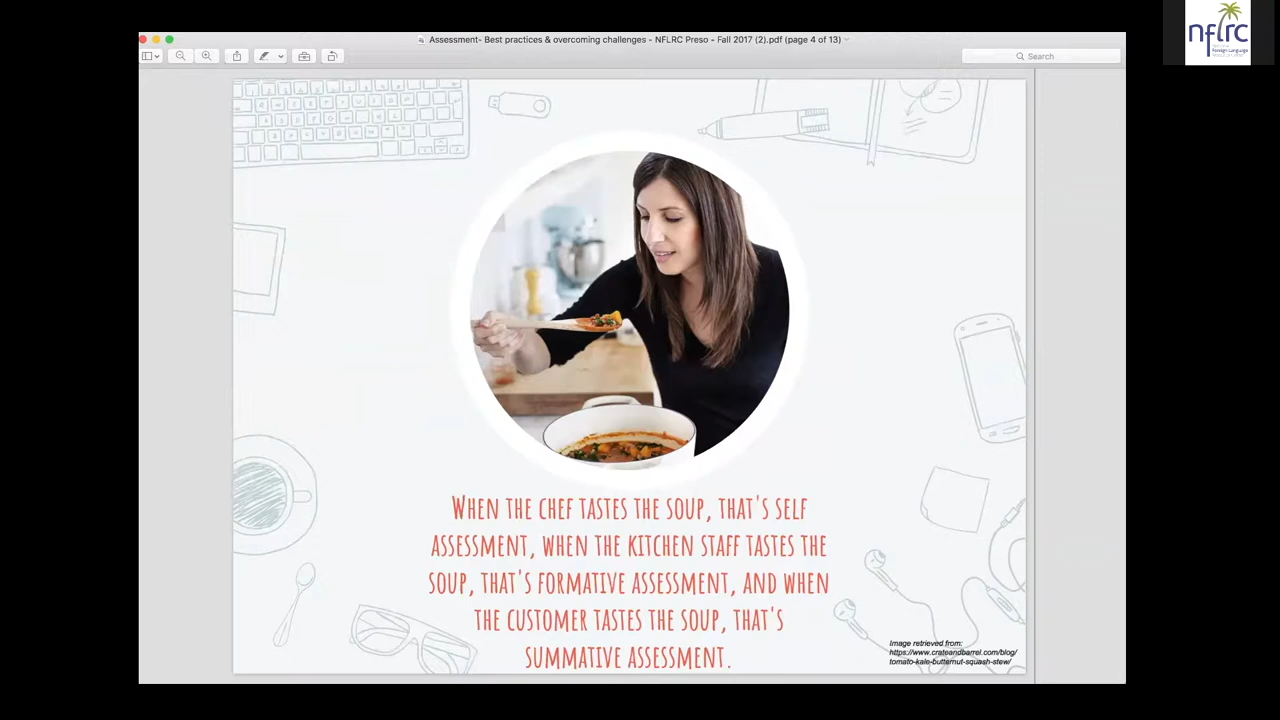 Assessment- Best practices & overcoming challenges - NFLRC Preso - Fall 2017 (2).pdf (page 4 of 13)
Search
nflrc
Foreign Language
WHEN THE CHEF TASTES THE SOUP, THAT'S SELF
ASSESSMENT, WHEN THE KITCHEN STAFF TASTES THE
SOUP, THAT'S FORMATIVE ASSESSMENT, AND WHEN
THE CUSTOMER TASTES THE SOUP, THAT'S
SUMMATIVE ASSESSMENT.
Image retrieved from:
https://www.crateandbarrel.com/blog/
tomato-kale-butternut-squash-stew/